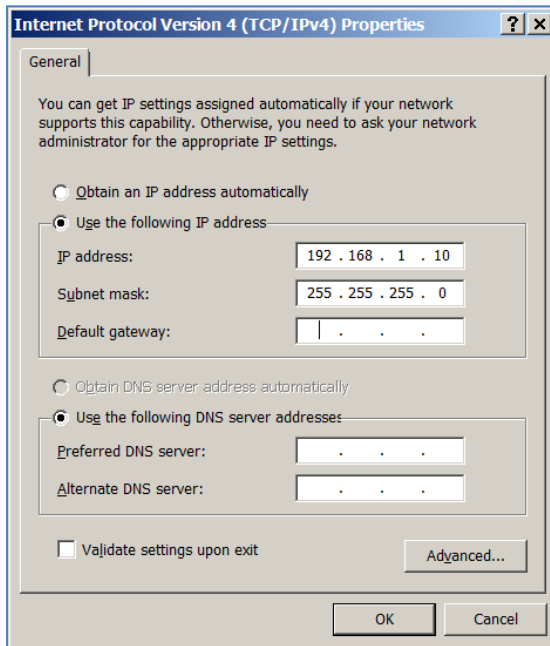 Internet Protocol Version 4 (TCP/IPv4) Properties
General
You can get IP settings assigned automatically if your network
supports this capability. Otherwise, you need to ask your network
administrator for the appropriate IP settings.
Obtain an IP address automatically
Use the following IP address
IP address: 192 . 168 . 1 . 10
Subnet mask: 255 . 255 . 255 . 0
Default gateway: . . .
Obtain DNS server address automatically
Use the following DNS server addresses:
Preferred DNS server: . . .
Alternate DNS server: . . .
Validate settings upon exit
Advanced...
OK Cancel